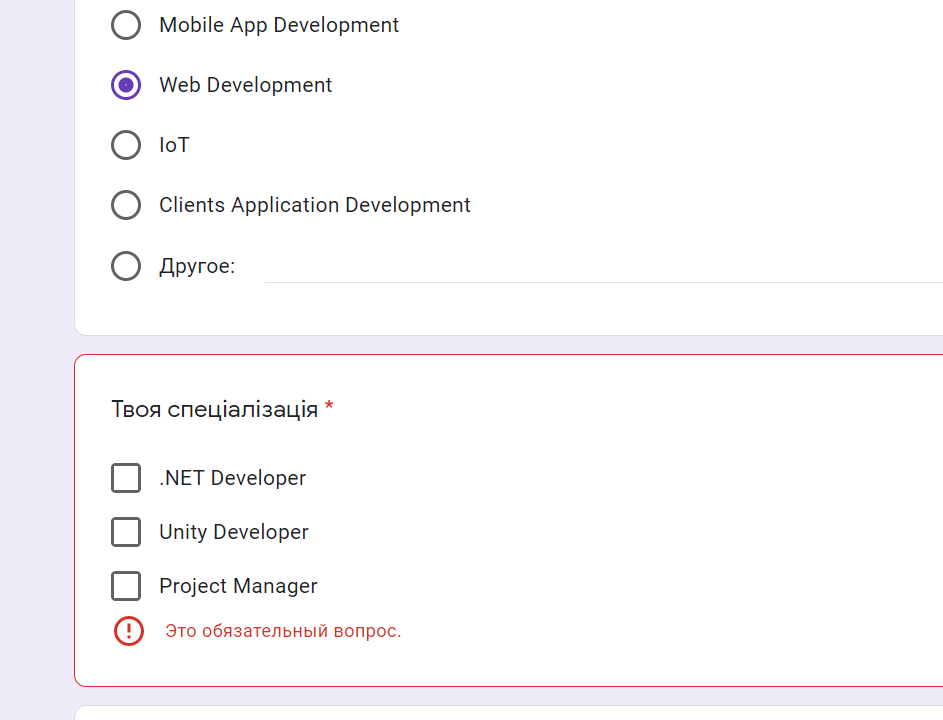 Mobile App Development
Web Development
IoT
Clients Application Development
Другое:
Твоя спеціалізація *
.NET Developer
Unity Developer
Project Manager
Это обязательный вопрос.